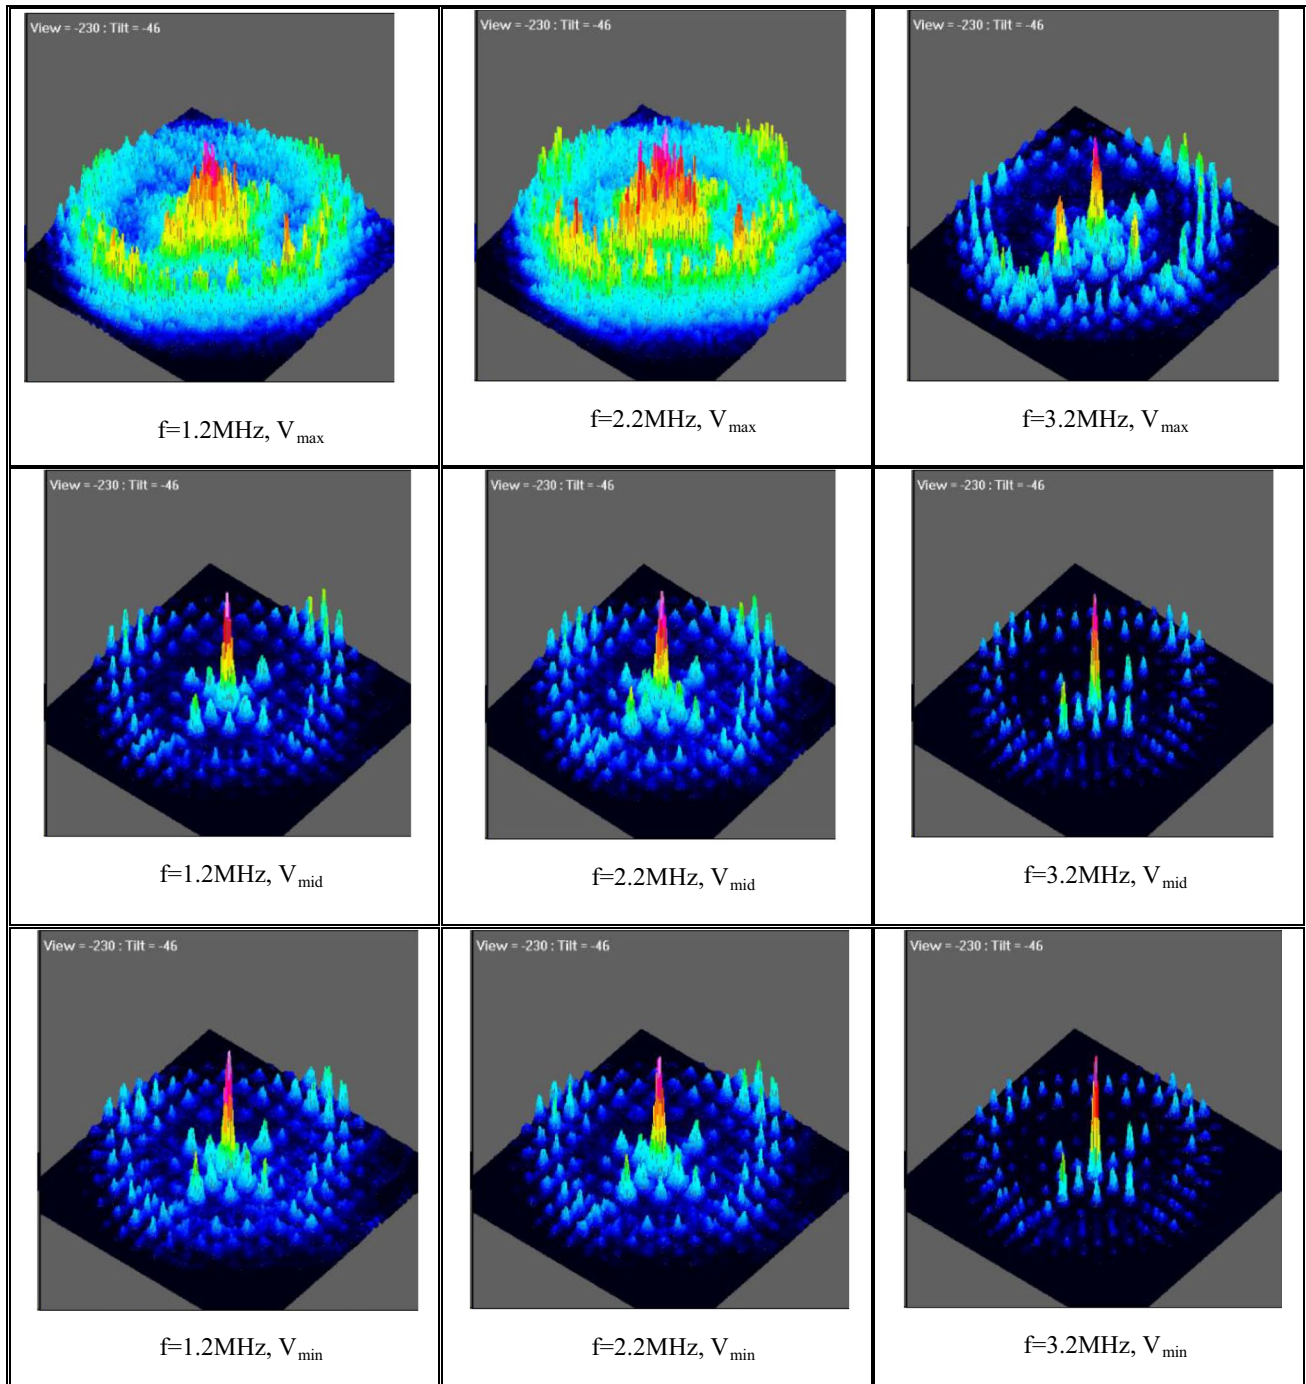 View = -230 : Tilt = -46
View = -230 : Tilt = -46
View = -230 : Tilt = -46
f=1.2MHz, Vmax
f=2.2MHz, Vmax
f=3.2MHz, Vmax
View = -230 : Tilt = -46
View = -230 : Tilt = -46
View = -230 : Tilt = -46
f=1.2MHz, Vmid
f=2.2MHz, Vmid
f=3.2MHz, Vmid
View = -230 : Tilt = -46
View = -230 : Tilt = -46
View = -230 : Tilt = -46
f=1.2MHz, Vmin
f=2.2MHz, Vmin
f=3.2MHz, Vmin